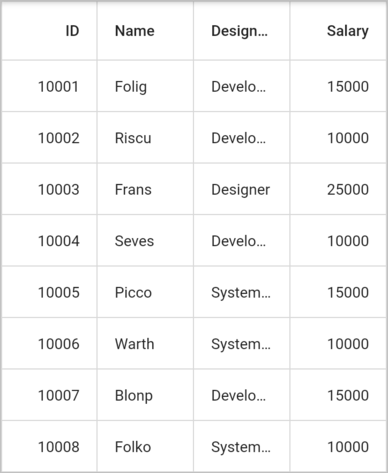 ID Name Design... Salary
10001 Folig Develo... 15000
10002 Riscu Develo... 10000
10003 Frans Designer 25000
10004 Seves Develo... 10000
10005 Picco System... 15000
10006 Warth System... 10000
10007 Blonp Develo... 15000
10008 Folko System... 10000